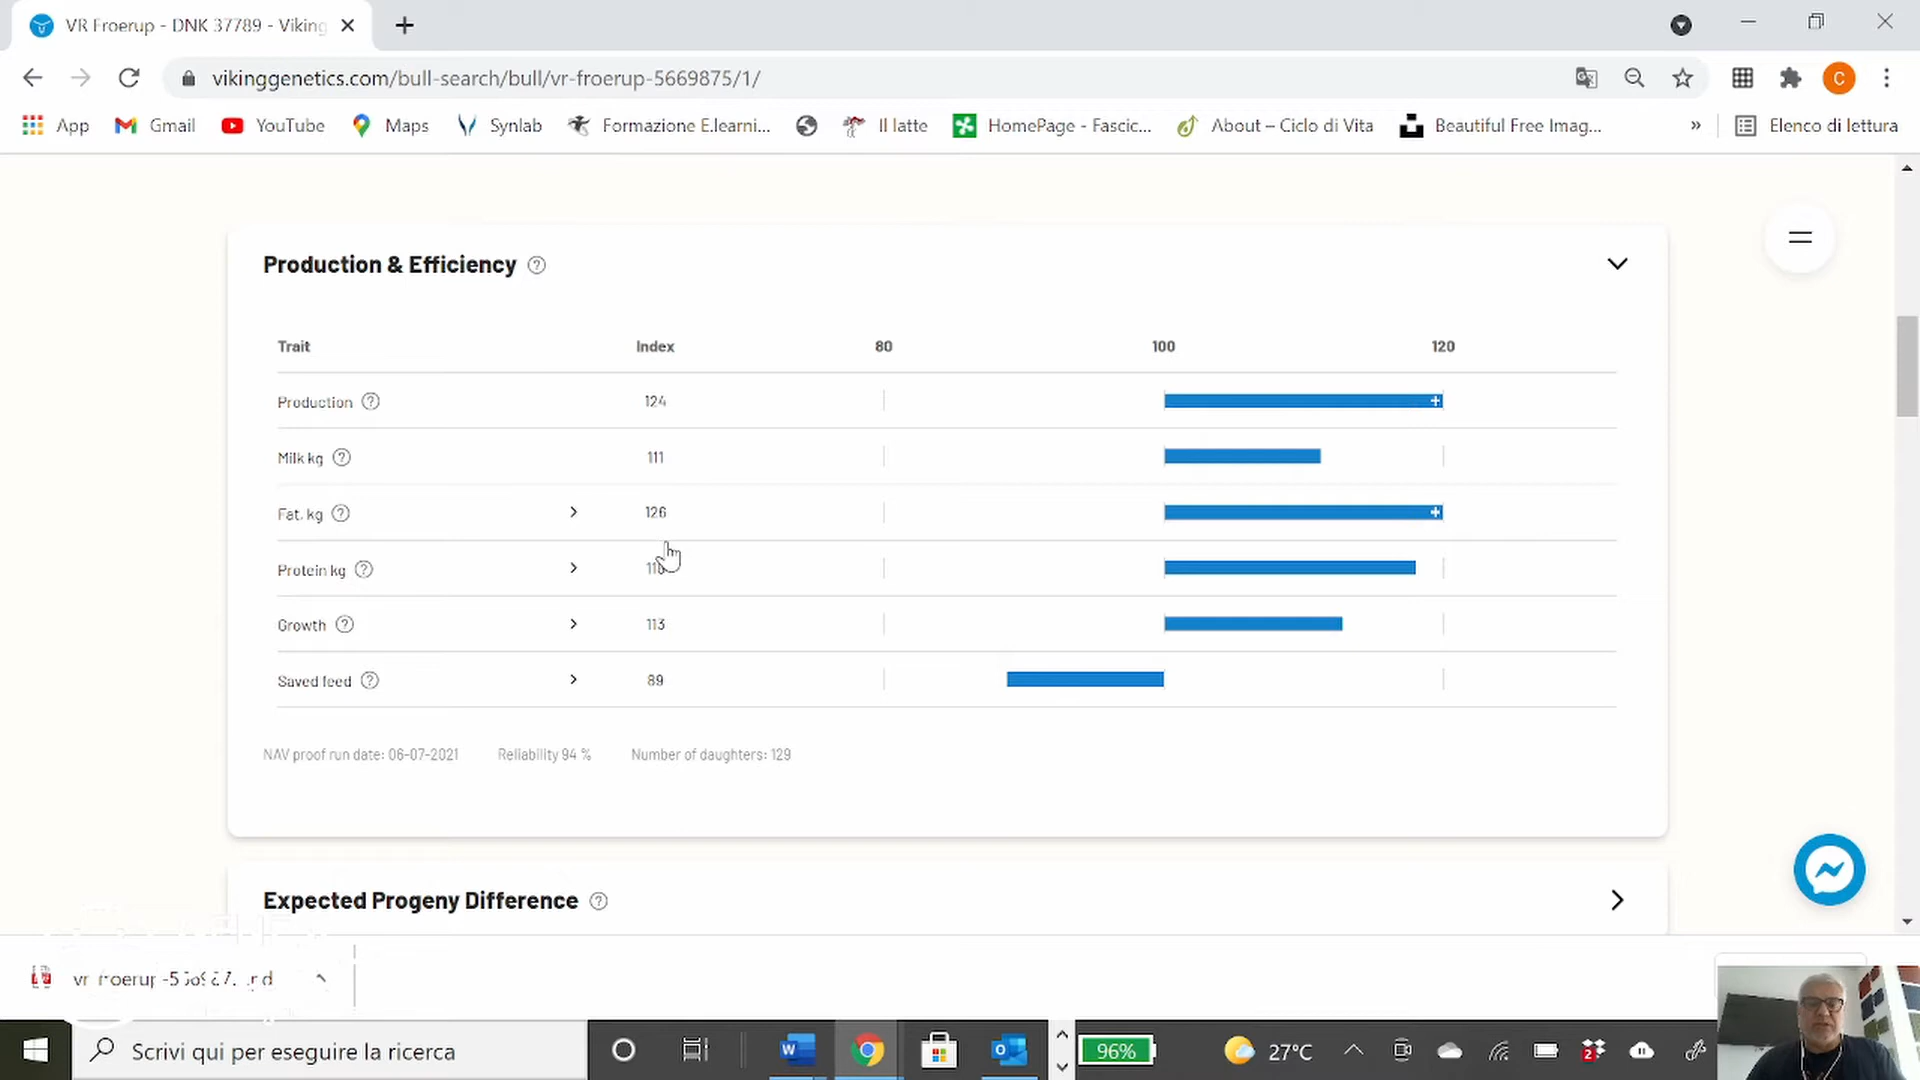 VR Froerup - DNK 37789 - Viking
vikinggenetics.com/bull-search/bull/vr-froerup-5669875/1/
App Gmail YouTube Maps Synlab Formazione E.learni... Il latte HomePage - Fascic... About – Ciclo di Vita Beautiful Free Imag... » Elenco di lettura
Production & Efficiency
Trait Index 80 100 120
Production 124
Milk kg 111
Fat, kg 126
Protein kg
Growth 113
Saved feed 89
NAV proof run date: 06-07-2021 Reliability 94 % Number of daughters: 129
Expected Progeny Difference
Scrivi qui per eseguire la ricerca 96% 27°C